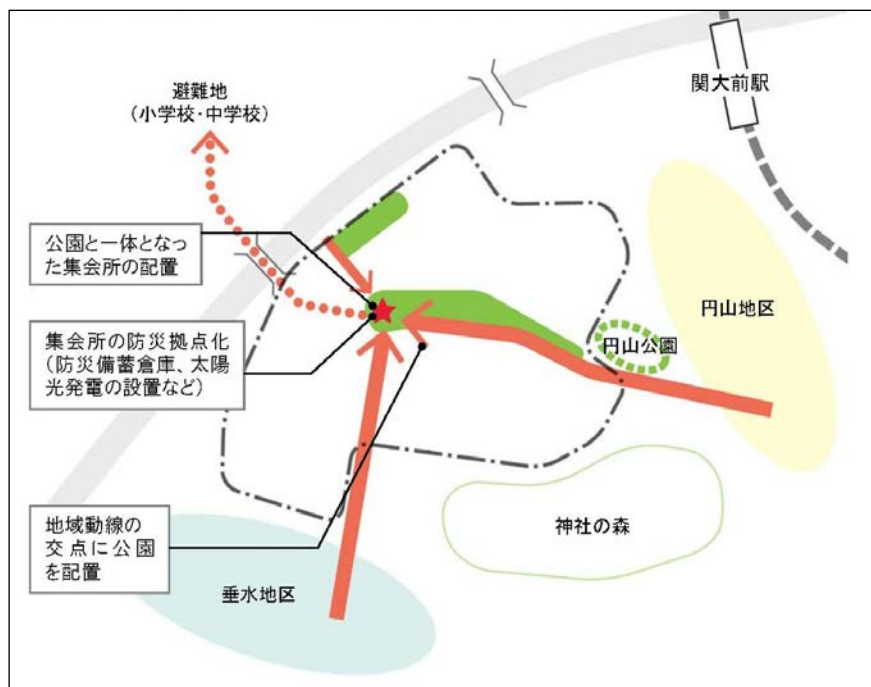 関大前駅
避難地
（小学校・中学校）
公園と一体となっ
た集会所の配置
円山地区
円山公園
集会所の防災拠点化
（防災備蓄倉庫、太陽
光発電の設置など）
地域動線の
交点に公園
を配置
神社の森
垂水地区